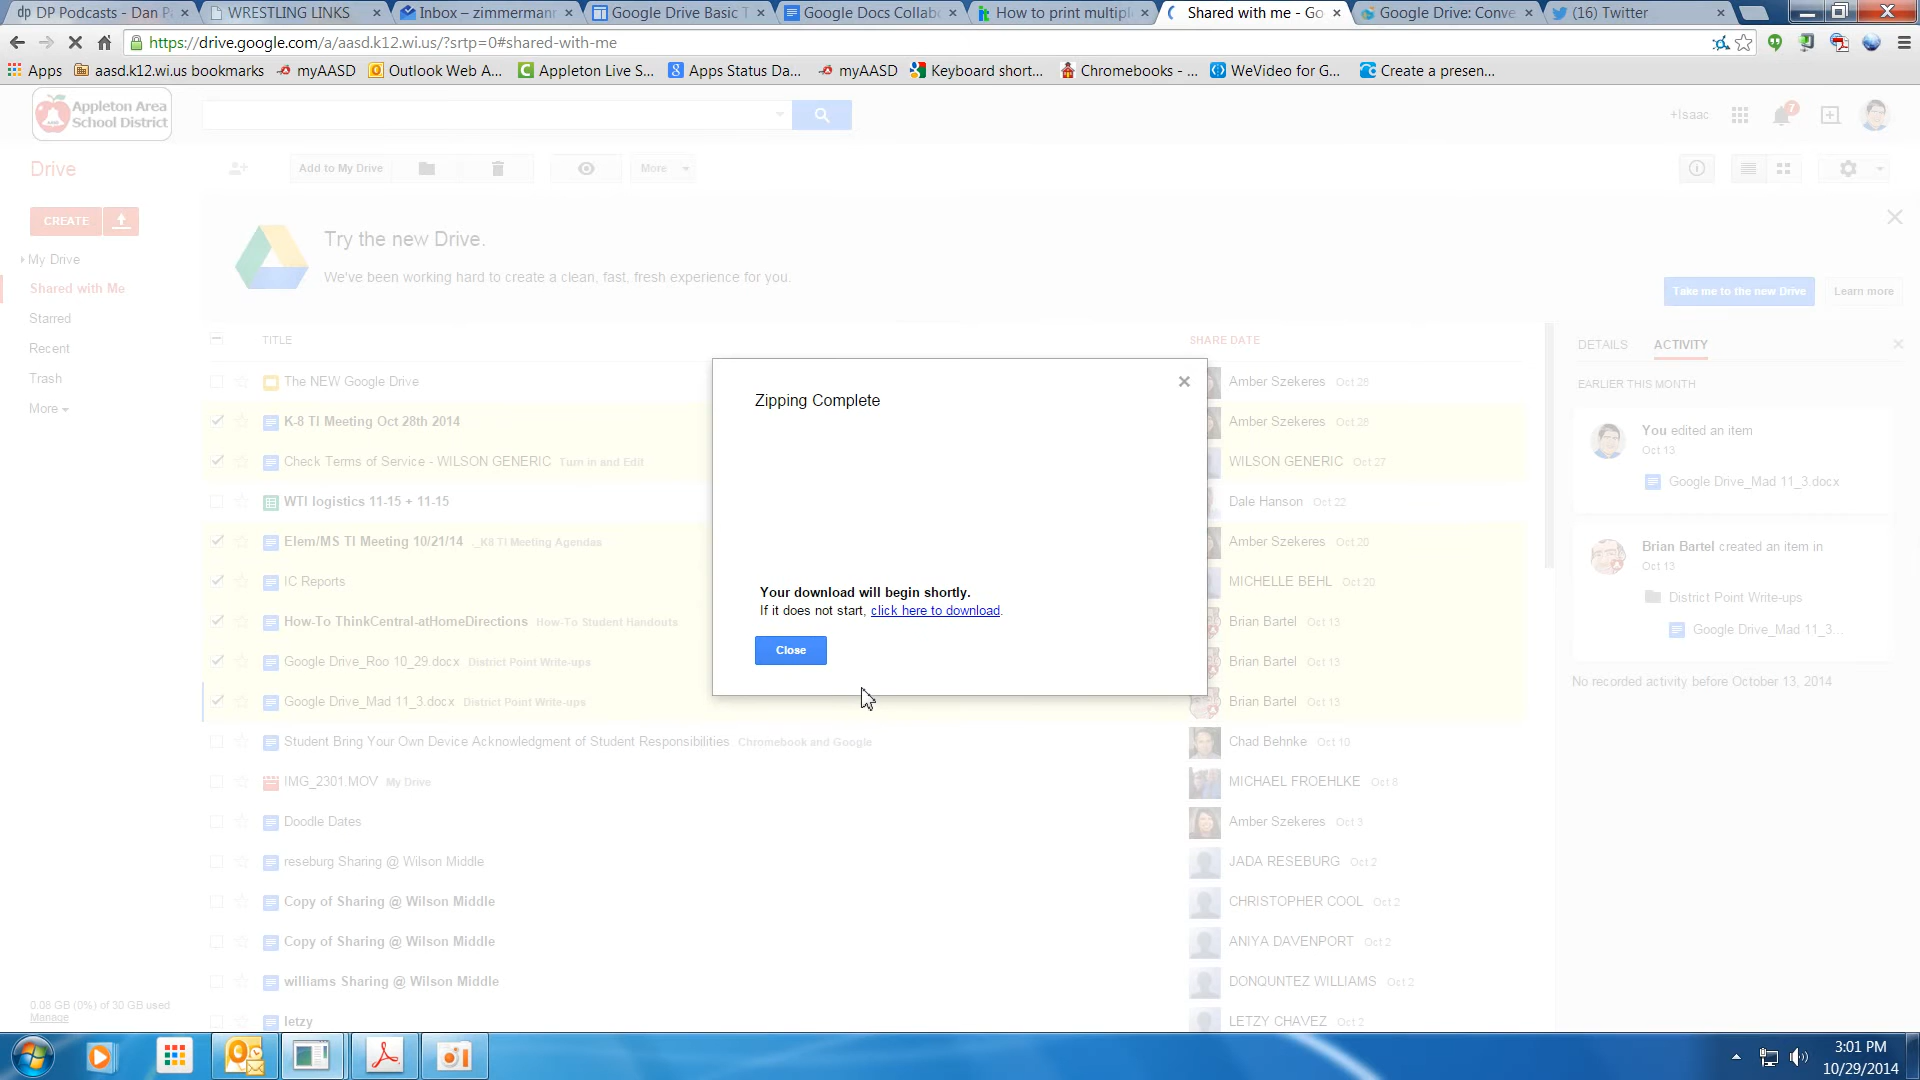 DP Podcasts - Dan Pa
WRESTLING LINKS
Inbox – zimmermann
Google Drive Basic T
Google Docs Collab
How to print multipl
Shared with me - Go
Google Drive: Conve
(16) Twitter
https://drive.google.com/a/aasd.k12.wi.us/?srtp=0#shared-with-me
Apps
aasd.k12.wi.us bookmarks
myAASD
Outlook Web A...
Appleton Live S...
Apps Status Da...
myAASD
Keyboard short...
Chromebooks - ...
WeVideo for G...
Create a presen...
Appleton Area
School District
+Isaac
7
Drive
Add to My Drive
More
CREATE
Try the new Drive.
We've been working hard to create a clean, fast, fresh experience for you.
Take me to the new Drive
Learn more
My Drive
Shared with Me
Starred
Recent
Trash
More
TITLE
SHARE DATE
The NEW Google Drive
Amber Szekeres Oct 28
K-8 TI Meeting Oct 28th 2014
Amber Szekeres Oct 28
Check Terms of Service - WILSON GENERIC Turn in and Edit
WILSON GENERIC Oct 27
WTI logistics 11-15 + 11-15
Dale Hanson Oct 22
Elem/MS TI Meeting 10/21/14 ._K8 TI Meeting Agendas
Amber Szekeres Oct 20
IC Reports
MICHELLE BEHL Oct 20
How-To ThinkCentral-atHomeDirections How-To Student Handouts
Brian Bartel Oct 13
Google Drive_Roo 10_29.docx District Point Write-ups
Brian Bartel Oct 13
Google Drive_Mad 11_3.docx District Point Write-ups
Brian Bartel Oct 13
Student Bring Your Own Device Acknowledgment of Student Responsibilities Chromebook and Google
Chad Behnke Oct 10
IMG_2301.MOV My Drive
MICHAEL FROEHLKE Oct 8
Doodle Dates
Amber Szekeres Oct 3
reseburg Sharing @ Wilson Middle
JADA RESEBURG Oct 2
Copy of Sharing @ Wilson Middle
CHRISTOPHER COOL Oct 2
Copy of Sharing @ Wilson Middle
ANIYA DAVENPORT Oct 2
williams Sharing @ Wilson Middle
DONQUNTEZ WILLIAMS Oct 2
letzy
LETZY CHAVEZ Oct 2
Zipping Complete
Your download will begin shortly.
If it does not start, click here to download.
Close
DETAILS
ACTIVITY
EARLIER THIS MONTH
You edited an item
Oct 13
Google Drive_Mad 11_3.docx
Brian Bartel created an item in
Oct 13
District Point Write-ups
Google Drive_Mad 11_3...
No recorded activity before October 13, 2014
0.08 GB (0%) of 30 GB used
Manage
3:01 PM
10/29/2014